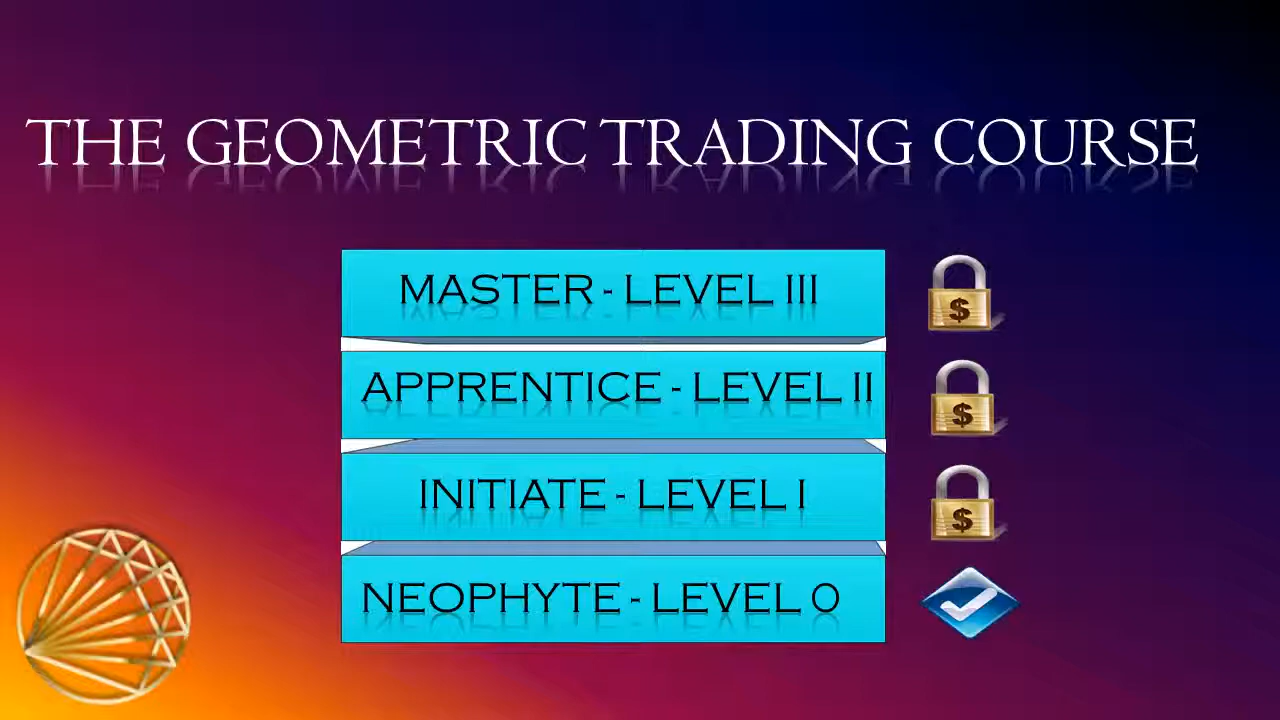 THE GEOMETRIC TRADING COURSE
MASTER - LEVEL III
$
APPRENTICE - LEVEL II
$
INITIATE - LEVEL I
$
NEOPHYTE - LEVEL 0